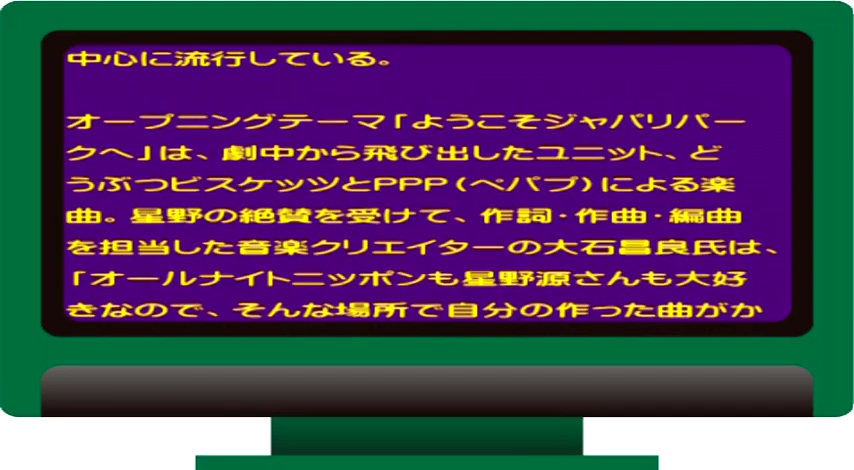 中心に流行している。
オープニングテーマ「ようこそジャパリパー
クへ」は、劇中から飛び出したユニット、ど
うぶつビスケッツとPPP（ペパプ）による楽
曲。星野の絶賛を受けて、作詞・作曲・編曲
を担当した音楽クリエイターの大石昌良氏は、
「オールナイトニッポンも星野源さんも大好
きなので、そんな場所で自分の作った曲がか